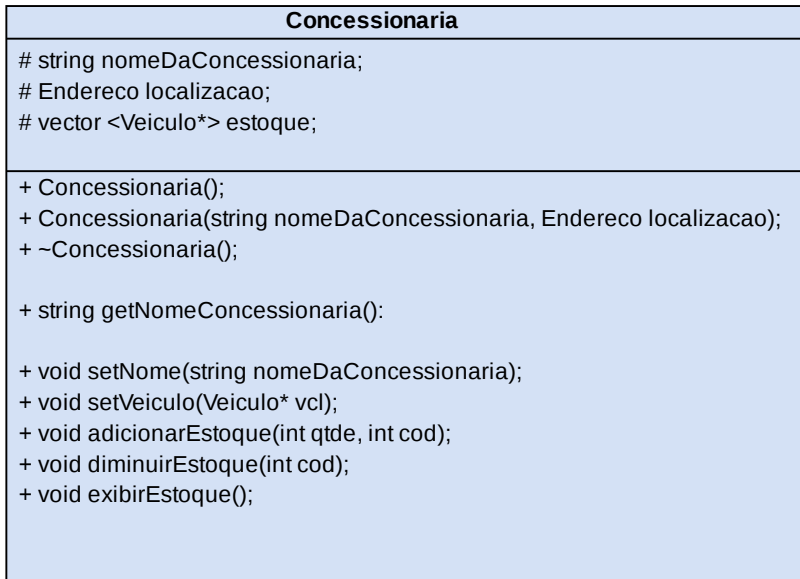 Concessionaria
# string nomeDaConcessionaria;
# Endereco localizacao;
# vector <Veiculo*> estoque;
+ Concessionaria();
+ Concessionaria(string nomeDaConcessionaria, Endereco localizacao);
+ ~Concessionaria();
+ string getNomeConcessionaria():
+ void setNome(string nomeDaConcessionaria);
+ void setVeiculo(Veiculo* vcl);
+ void adicionarEstoque(int qtde, int cod);
+ void diminuirEstoque(int cod);
+ void exibirEstoque();